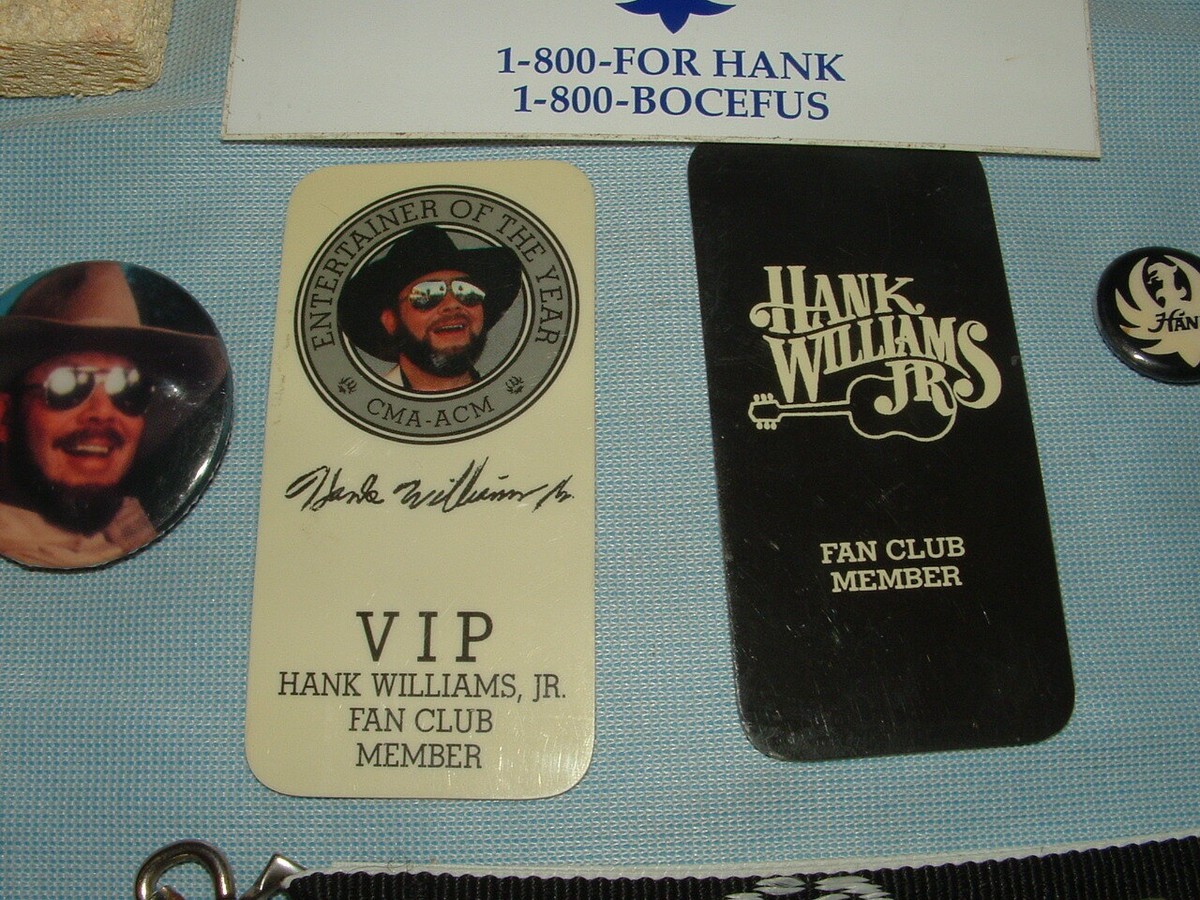 1-800-FOR HANK
1-800-BOCEFUS
ENTERTAINER OF THE YEAR
CMA-ACM
Hank Williams Jr.
VIP
HANK WILLIAMS, JR.
FAN CLUB
MEMBER
HANK
WILLIAMS
JR
FAN CLUB
MEMBER
HAN